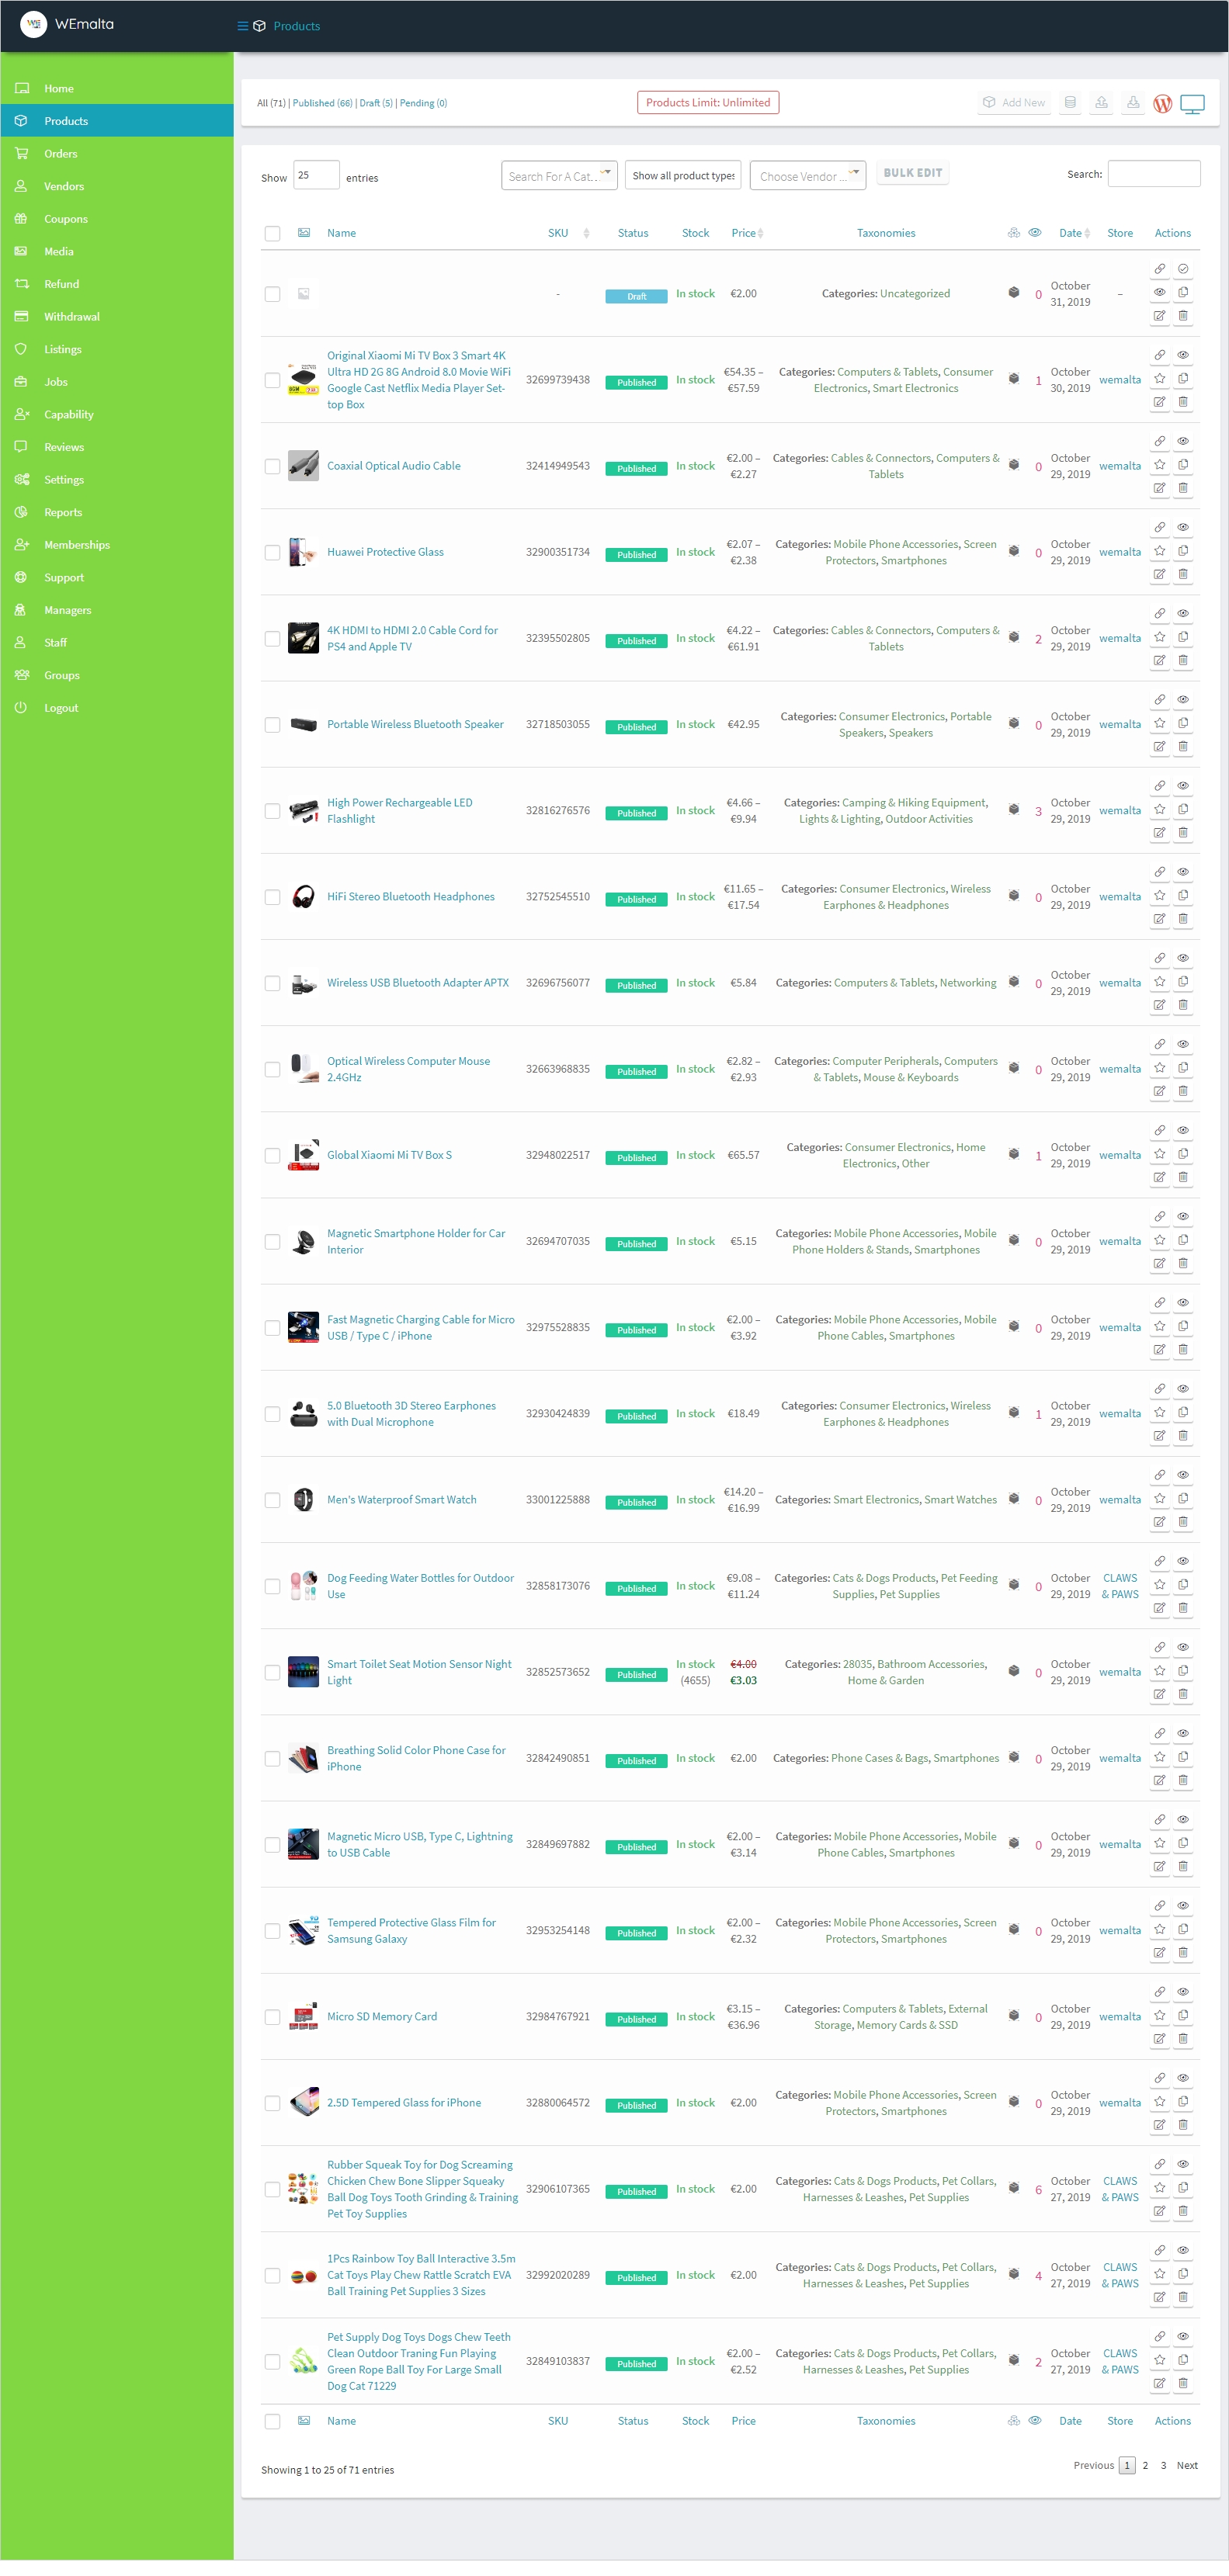 WEmalta
Products
Home
Products
Orders
Vendors
Coupons
Media
Refund
Withdrawal
Listings
Jobs
Capability
Reviews
Settings
Reports
Memberships
Support
Managers
Staff
Groups
Logout
All (71) | Published (66) | Draft (5) | Pending (0)
Products Limit: Unlimited
Add New
Show 25 entries
Search For A Cat...
Show all product types
Choose Vendor ...
BULK EDIT
Search:
Name SKU Status Stock Price Taxonomies Date Store Actions
- Draft In stock €2.00 Categories: Uncategorized 0 October
31, 2019 –
Original Xiaomi Mi TV Box 3 Smart 4K
Ultra HD 2G 8G Android 8.0 Movie WiFi
Google Cast Netflix Media Player Set-
top Box
32699739438 Published In stock €54.35 –
€57.59
Categories: Computers & Tablets, Consumer
Electronics, Smart Electronics
1 October
30, 2019 wemalta
Coaxial Optical Audio Cable 32414949543 Published In stock €2.00 –
€2.27
Categories: Cables & Connectors, Computers &
Tablets
0 October
29, 2019 wemalta
Huawei Protective Glass 32900351734 Published In stock €2.07 –
€2.38
Categories: Mobile Phone Accessories, Screen
Protectors, Smartphones
0 October
29, 2019 wemalta
4K HDMI to HDMI 2.0 Cable Cord for
PS4 and Apple TV
32395502805 Published In stock €4.22 –
€61.91
Categories: Cables & Connectors, Computers &
Tablets
2 October
29, 2019 wemalta
Portable Wireless Bluetooth Speaker 32718503055 Published In stock €42.95
Categories: Consumer Electronics, Portable
Speakers, Speakers
0 October
29, 2019 wemalta
High Power Rechargeable LED
Flashlight
32816276576 Published In stock €4.66 –
€9.94
Categories: Camping & Hiking Equipment,
Lights & Lighting, Outdoor Activities
3 October
29, 2019 wemalta
HiFi Stereo Bluetooth Headphones 32752545510 Published In stock €11.65 –
€17.54
Categories: Consumer Electronics, Wireless
Earphones & Headphones
0 October
29, 2019 wemalta
Wireless USB Bluetooth Adapter APTX 32696756077 Published In stock €5.84
Categories: Computers & Tablets, Networking
0 October
29, 2019 wemalta
Optical Wireless Computer Mouse
2.4GHz
32663968835 Published In stock €2.82 –
€2.93
Categories: Computer Peripherals, Computers
& Tablets, Mouse & Keyboards
0 October
29, 2019 wemalta
Global Xiaomi Mi TV Box S 32948022517 Published In stock €65.57
Categories: Consumer Electronics, Home
Electronics, Other
1 October
29, 2019 wemalta
Magnetic Smartphone Holder for Car
Interior
32694707035 Published In stock €5.15
Categories: Mobile Phone Accessories, Mobile
Phone Holders & Stands, Smartphones
0 October
29, 2019 wemalta
Fast Magnetic Charging Cable for Micro
USB / Type C / iPhone
32975528835 Published In stock €2.00 –
€3.92
Categories: Mobile Phone Accessories, Mobile
Phone Cables, Smartphones
0 October
29, 2019 wemalta
5.0 Bluetooth 3D Stereo Earphones
with Dual Microphone
32930424839 Published In stock €18.49
Categories: Consumer Electronics, Wireless
Earphones & Headphones
1 October
29, 2019 wemalta
Men's Waterproof Smart Watch 33001225888 Published In stock €14.20 –
€16.99
Categories: Smart Electronics, Smart Watches
0 October
29, 2019 wemalta
Dog Feeding Water Bottles for Outdoor
Use
32858173076 Published In stock €9.08 –
€11.24
Categories: Cats & Dogs Products, Pet Feeding
Supplies, Pet Supplies
0 October
29, 2019 CLAWS
& PAWS
Smart Toilet Seat Motion Sensor Night
Light
32852573652 Published In stock
(4655)
€4.00
€3.03
Categories: 28035, Bathroom Accessories,
Home & Garden
0 October
29, 2019 wemalta
Breathing Solid Color Phone Case for
iPhone
32842490851 Published In stock €2.00
Categories: Phone Cases & Bags, Smartphones
0 October
29, 2019 wemalta
Magnetic Micro USB, Type C, Lightning
to USB Cable
32849697882 Published In stock €2.00 –
€3.14
Categories: Mobile Phone Accessories, Mobile
Phone Cables, Smartphones
0 October
29, 2019 wemalta
Tempered Protective Glass Film for
Samsung Galaxy
32953254148 Published In stock €2.00 –
€2.32
Categories: Mobile Phone Accessories, Screen
Protectors, Smartphones
0 October
29, 2019 wemalta
Micro SD Memory Card 32984767921 Published In stock €3.15 –
€36.96
Categories: Computers & Tablets, External
Storage, Memory Cards & SSD
0 October
29, 2019 wemalta
2.5D Tempered Glass for iPhone 32880064572 Published In stock €2.00
Categories: Mobile Phone Accessories, Screen
Protectors, Smartphones
0 October
29, 2019 wemalta
Rubber Squeak Toy for Dog Screaming
Chicken Chew Bone Slipper Squeaky
Ball Dog Toys Tooth Grinding & Training
Pet Toy Supplies
32906107365 Published In stock €2.00
Categories: Cats & Dogs Products, Pet Collars,
Harnesses & Leashes, Pet Supplies
6 October
27, 2019 CLAWS
& PAWS
1Pcs Rainbow Toy Ball Interactive 3.5m
Cat Toys Play Chew Rattle Scratch EVA
Ball Training Pet Supplies 3 Sizes
32992020289 Published In stock €2.00
Categories: Cats & Dogs Products, Pet Collars,
Harnesses & Leashes, Pet Supplies
4 October
27, 2019 CLAWS
& PAWS
Pet Supply Dog Toys Dogs Chew Teeth
Clean Outdoor Traning Fun Playing
Green Rope Ball Toy For Large Small
Dog Cat 71229
32849103837 Published In stock €2.00 –
€2.52
Categories: Cats & Dogs Products, Pet Collars,
Harnesses & Leashes, Pet Supplies
2 October
27, 2019 CLAWS
& PAWS
Name SKU Status Stock Price Taxonomies Date Store Actions
Showing 1 to 25 of 71 entries
Previous 1 2 3 Next